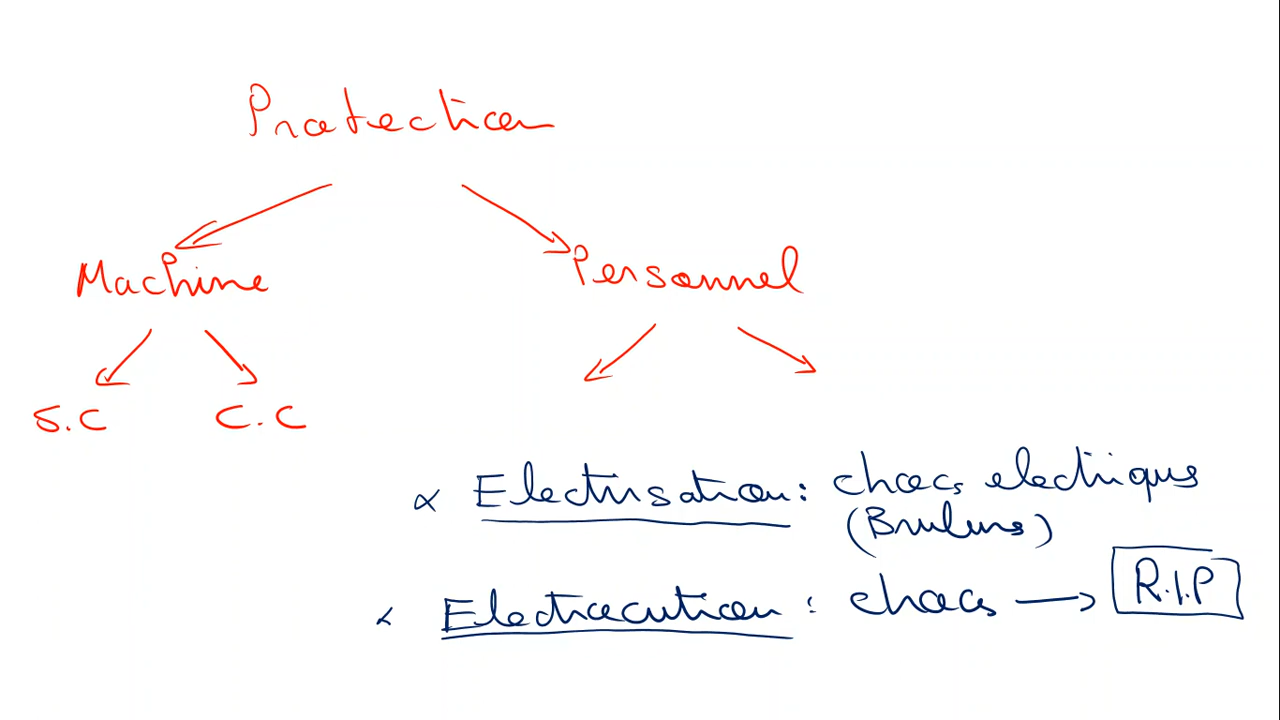 Protection
Machine
Personnel
S.C
C.C
∝ Electrisation : chocs electriques
(Brulures)
∝ Electrocution : chocs → R.I.P